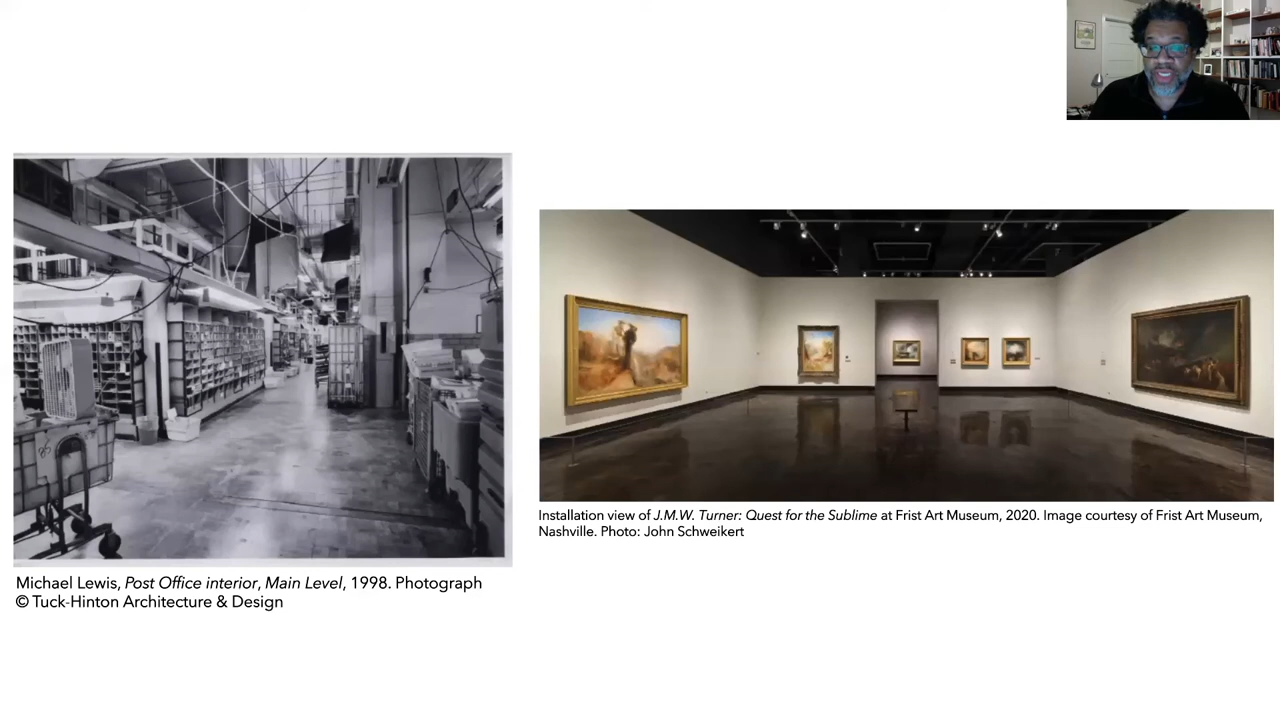 Michael Lewis, Post Office interior, Main Level, 1998. Photograph
© Tuck-Hinton Architecture & Design
Installation view of J.M.W. Turner: Quest for the Sublime at Frist Art Museum, 2020. Image courtesy of Frist Art Museum,
Nashville. Photo: John Schweikert